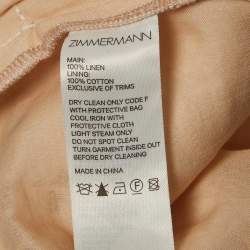 ZIMMERMANN
MAIN:
100% LINEN
LINING:
100% COTTON
EXCLUSIVE OF TRIMS
DRY CLEAN ONLY CODE F
WITH PROTECTIVE BAG
COOL IRON WITH
PROTECTIVE CLOTH
LIGHT STEAM ONLY
DO NOT SPOT CLEAN
TURN GARMENT INSIDE OUT
BEFORE DRY CLEANING
MADE IN CHINA
F